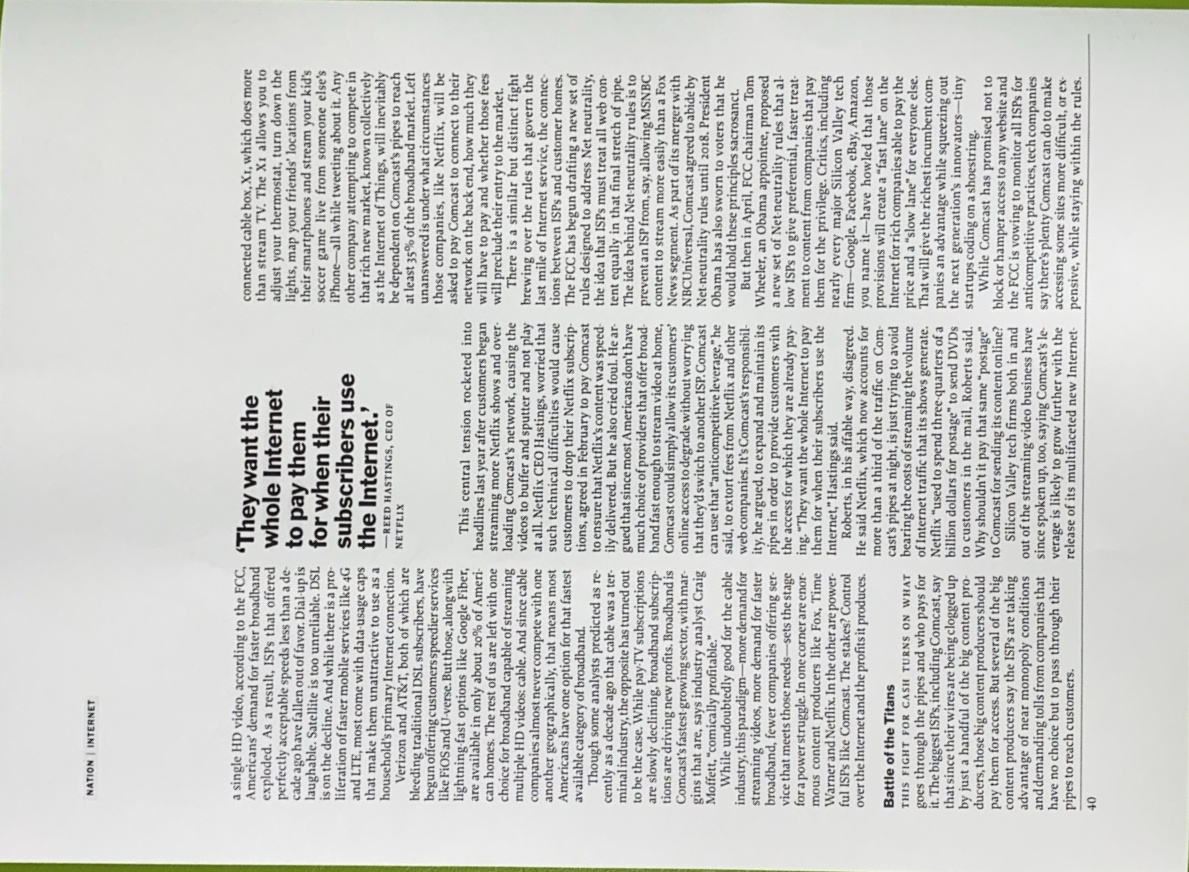 NATION | INTERNET
a single HD video, according to the FCC,
Americans' demand for faster broadband
exploded. As a result, ISPs that offered
perfectly acceptable speeds less than a de-
cade ago have fallen out of favor. Dial-up is
laughable. Satellite is too unreliable. DSL
is on the decline. And while there is a pro-
liferation of faster mobile services like 4G
and LTE, most come with data-usage caps
that make them unattractive to use as a
household's primary Internet connection.
Verizon and AT&T, both of which are
bleeding traditional DSL subscribers, have
begun offering customers speedier services
like FiOS and U-verse. But those, along with
lightning-fast options like Google Fiber,
are available in only about 20% of Ameri-
can homes. The rest of us are left with one
choice for broadband capable of streaming
multiple HD videos: cable. And since cable
companies almost never compete with one
another geographically, that means most
Americans have one option for that fastest
available category of broadband.
Though some analysts predicted as re-
cently as a decade ago that cable was a ter-
minal industry, the opposite has turned out
to be the case. While pay-TV subscriptions
are slowly declining, broadband subscrip-
tions are driving new profits. Broadband is
Comcast's fastest growing sector, with mar-
gins that are, says industry analyst Craig
Moffett, "comically profitable."
While undoubtedly good for the cable
industry, this paradigm—more demand for
streaming videos, more demand for faster
broadband, fewer companies offering ser-
vice that meets those needs—sets the stage
for a power struggle. In one corner are enor-
mous content producers like Fox, Time
Warner and Netflix. In the other are power-
ful ISPs like Comcast. The stakes? Control
over the Internet and the profits it produces.
Battle of the Titans
THIS FIGHT FOR CASH TURNS ON WHAT
goes through the pipes and who pays for
it. The biggest ISPs, including Comcast, say
that since their wires are being clogged up
by just a handful of the big content pro-
ducers, those big content producers should
pay them for access. But several of the big
content producers say the ISPs are taking
advantage of near monopoly conditions
and demanding tolls from companies that
have no choice but to pass through their
pipes to reach customers.
'They want the
whole Internet
to pay them
for when their
subscribers use
the Internet.'
—REED HASTINGS, CEO OF
NETFLIX
This central tension rocketed into
headlines last year after customers began
streaming more Netflix shows and over-
loading Comcast's network, causing the
videos to buffer and sputter and not play
at all. Netflix CEO Hastings, worried that
such technical difficulties would cause
customers to drop their Netflix subscrip-
tions, agreed in February to pay Comcast
to ensure that Netflix's content was speed-
ily delivered. But he also cried foul. He ar-
gued that since most Americans don't have
much choice of providers that offer broad-
band fast enough to stream video at home,
Comcast could simply allow its customers'
online access to degrade without worrying
that they'd switch to another ISP. Comcast
can use that "anticompetitive leverage," he
said, to extort fees from Netflix and other
web companies. It's Comcast's responsibil-
ity, he argued, to expand and maintain its
pipes in order to provide customers with
the access for which they are already pay-
ing. "They want the whole Internet to pay
them for when their subscribers use the
Internet," Hastings said.
Roberts, in his affable way, disagreed.
He said Netflix, which now accounts for
more than a third of the traffic on Com-
cast's pipes at night, is just trying to avoid
bearing the costs of streaming the volume
of Internet traffic that its shows generate.
Netflix "used to spend three-quarters of a
billion dollars for postage" to send DVDs
to customers in the mail, Roberts said.
Why shouldn't it pay that same "postage"
to Comcast for sending its content online?
Silicon Valley tech firms both in and
out of the streaming-video business have
since spoken up, too, saying Comcast's le-
verage is likely to grow further with the
release of its multifaceted new Internet-
connected cable box, X1, which does more
than stream TV. The X1 allows you to
adjust your thermostat, turn down the
lights, map your friends' locations from
their smartphones and stream your kid's
soccer game live from someone else's
iPhone—all while tweeting about it. Any
other company attempting to compete in
that rich new market, known collectively
as the Internet of Things, will inevitably
be dependent on Comcast's pipes to reach
at least 35% of the broadband market. Left
unanswered is under what circumstances
those companies, like Netflix, will be
asked to pay Comcast to connect to their
network on the back end, how much they
will have to pay and whether those fees
will preclude their entry to the market.
There is a similar but distinct fight
brewing over the rules that govern the
last mile of Internet service, the connec-
tions between ISPs and customer homes.
The FCC has begun drafting a new set of
rules designed to address Net neutrality,
the idea that ISPs must treat all web con-
tent equally in that final stretch of pipe.
The idea behind Net-neutrality rules is to
prevent an ISP from, say, allowing MSNBC
content to stream more easily than a Fox
News segment. As part of its merger with
NBCUniversal, Comcast agreed to abide by
Net-neutrality rules until 2018. President
Obama has also sworn to voters that he
would hold these principles sacrosanct.
But then in April, FCC chairman Tom
Wheeler, an Obama appointee, proposed
a new set of Net-neutrality rules that al-
low ISPs to give preferential, faster treat-
ment to content from companies that pay
them for the privilege. Critics, including
nearly every major Silicon Valley tech
firm—Google, Facebook, eBay, Amazon,
you name it—have howled that those
provisions will create a "fast lane" on the
Internet for rich companies able to pay the
price and a "slow lane" for everyone else.
That will give the richest incumbent com-
panies an advantage while squeezing out
the next generation's innovators—tiny
startups coding on a shoestring.
While Comcast has promised not to
block or hamper access to any website and
the FCC is vowing to monitor all ISPs for
anticompetitive practices, tech companies
say there's plenty Comcast can do to make
accessing some sites more difficult, or ex-
pensive, while staying within the rules.
40